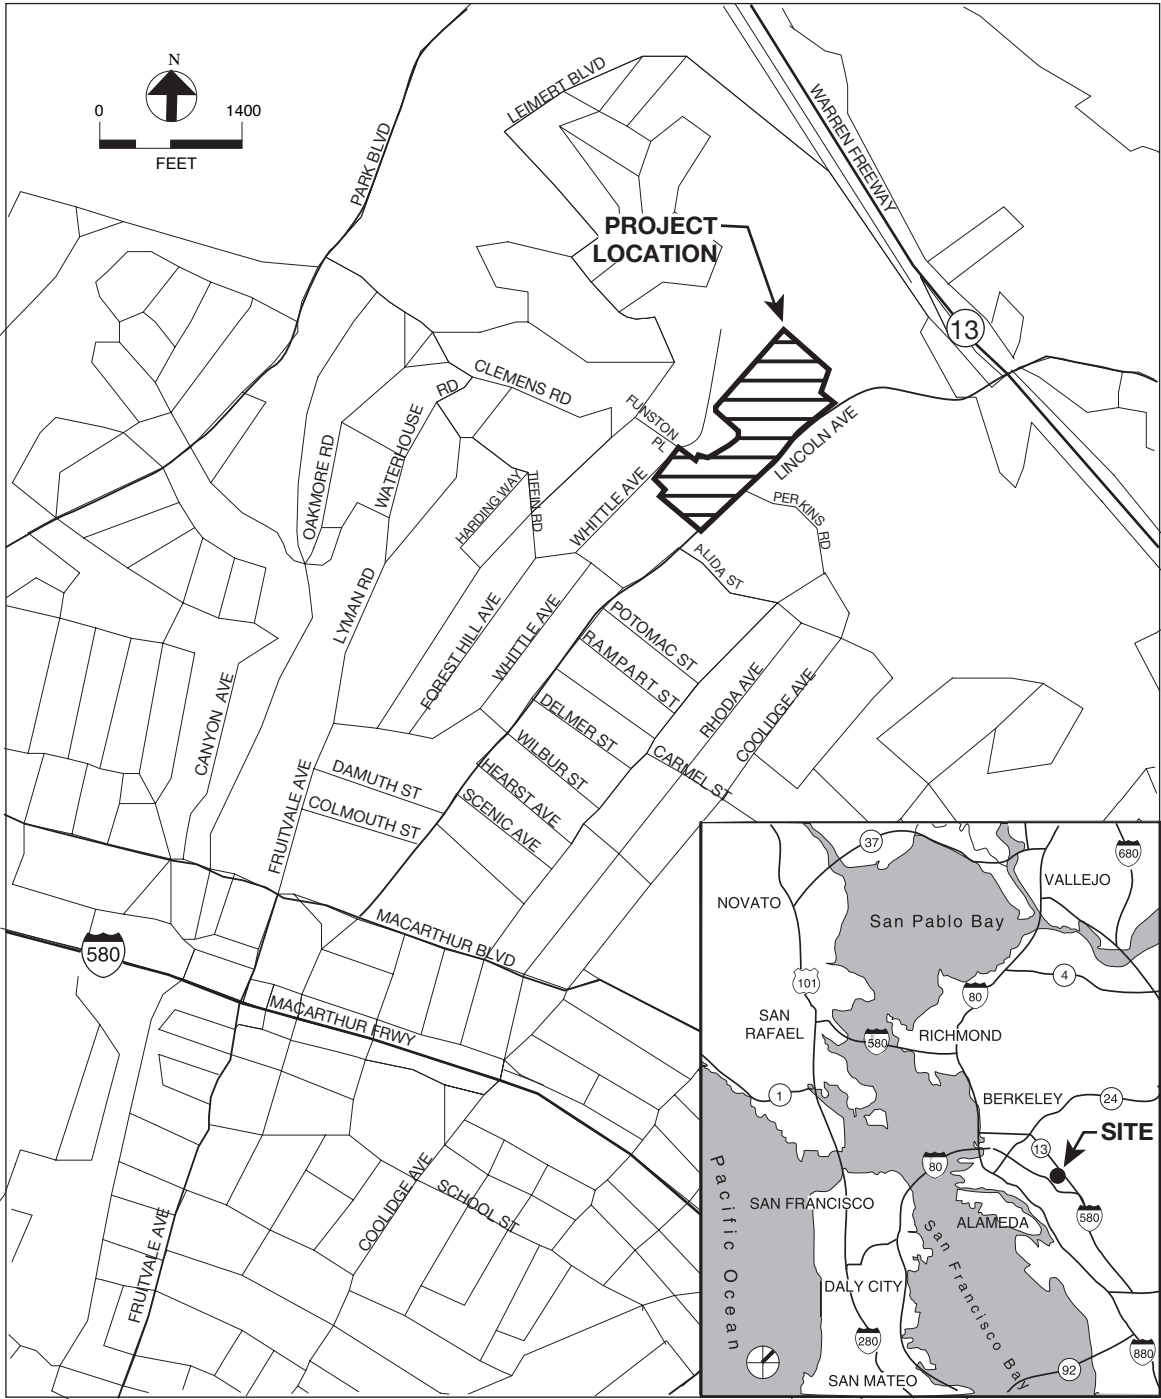 N
0
1400
FEET
PARK BLVD
LEIMERT BLVD
WARREN FREEWAY
PROJECT
LOCATION
13
CLEMENS RD
RD
WATERHOUSE
OAKMORE RD
FUNSTON
PL
LINCOLN AVE
HARDING WAY
TIFFIN RD
WHITTLE AVE
PERKINS
RD
ALIDA ST
LYMAN RD
FOREST HILL AVE
WHITTLE AVE
POTOMAC ST
RAMPART ST
RHODA AVE
COOLIDGE AVE
CANYON AVE
DELMER ST
WILBUR ST
CARMEL ST
HEARST AVE
SCENIC AVE
FRUITVALE AVE
DAMUTH ST
COLMOUTH ST
MACARTHUR BLVD
580
MACARTHUR FRWY
COOLIDGE AVE
SCHOOL ST
FRUITVALE AVE
37
680
VALLEJO
NOVATO
San Pablo Bay
101
4
80
SAN
RAFAEL
580
RICHMOND
1
BERKELEY
24
SITE
13
80
Pacific Ocean
SAN FRANCISCO
ALAMEDA
580
San Francisco Bay
DALY CITY
280
880
92
SAN MATEO